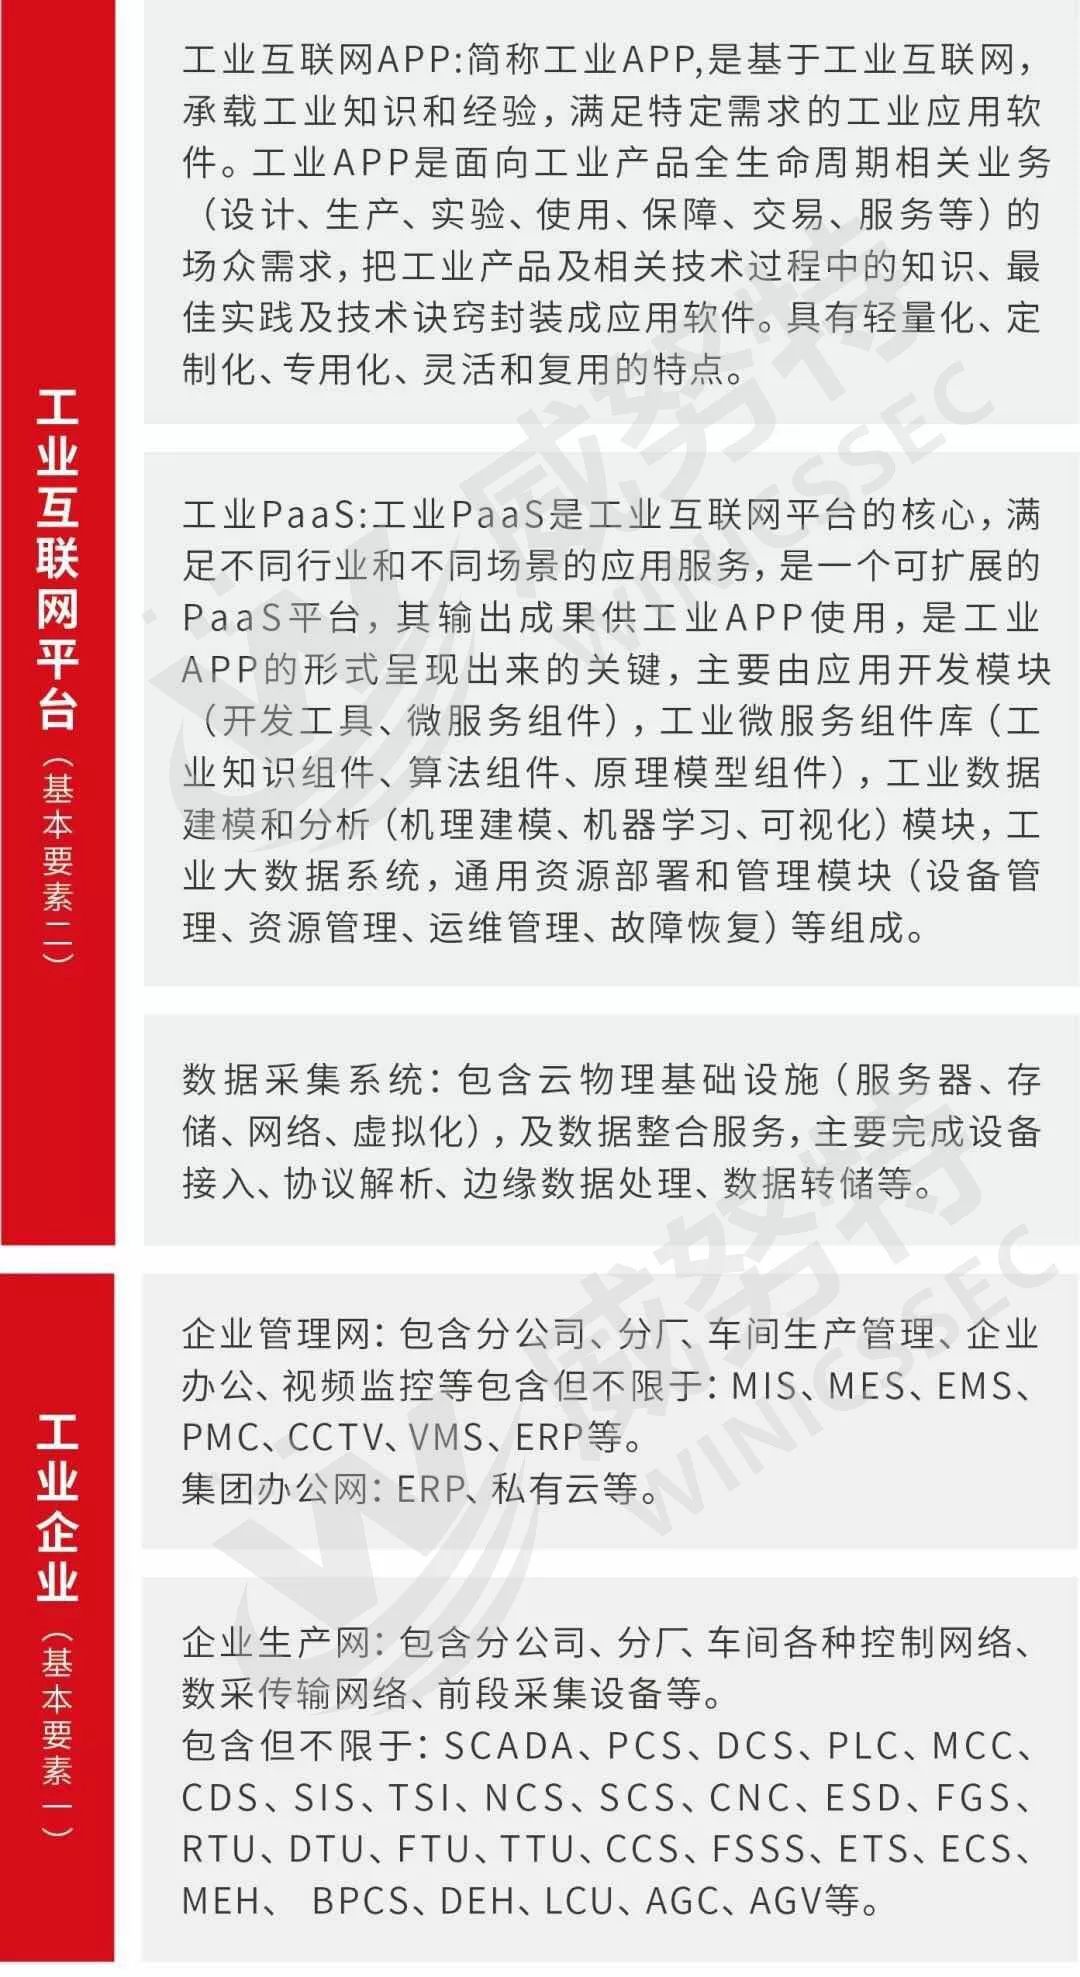 工业互联网平台（基本要素二）
工业互联网APP:简称工业APP,是基于工业互联网，
承载工业知识和经验，满足特定需求的工业应用软
件。工业APP是面向工业产品全生命周期相关业务
（设计、生产、实验、使用、保障、交易、服务等）的
场众需求，把工业产品及相关技术过程中的知识、最
佳实践及技术诀窍封装成应用软件。具有轻量化、定
制化、专用化、灵活和复用的特点。
工业PaaS:工业PaaS是工业互联网平台的核心，满
足不同行业和不同场景的应用服务，是一个可扩展的
PaaS平台，其输出成果供工业APP使用，是工业
APP的形式呈现出来的关键，主要由应用开发模块
（开发工具、微服务组件），工业微服务组件库（工
业知识组件、算法组件、原理模型组件），工业数据
建模和分析（机理建模、机器学习、可视化）模块，工
业大数据系统，通用资源部署和管理模块（设备管
理、资源管理、运维管理、故障恢复）等组成。
数据采集系统：包含云物理基础设施（服务器、存
储、网络、虚拟化），及数据整合服务，主要完成设备
接入、协议解析、边缘数据处理、数据转储等。
工业企业（基本要素一）
企业管理网：包含分公司、分厂、车间生产管理、企业
办公、视频监控等包含但不限于：MIS、MES、EMS、
PMC、CCTV、VMS、ERP等。
集团办公网：ERP、私有云等。
企业生产网：包含分公司、分厂、车间各种控制网络、
数采传输网络、前段采集设备等。
包含但不限于：SCADA、PCS、DCS、PLC、MCC、
CDS、SIS、TSI、NCS、SCS、CNC、ESD、FGS、
RTU、DTU、FTU、TTU、CCS、FSSS、ETS、ECS、
MEH、 BPCS、DEH、LCU、AGC、AGV等。
威努特
WINICSSEC
威努特
WINICSSEC